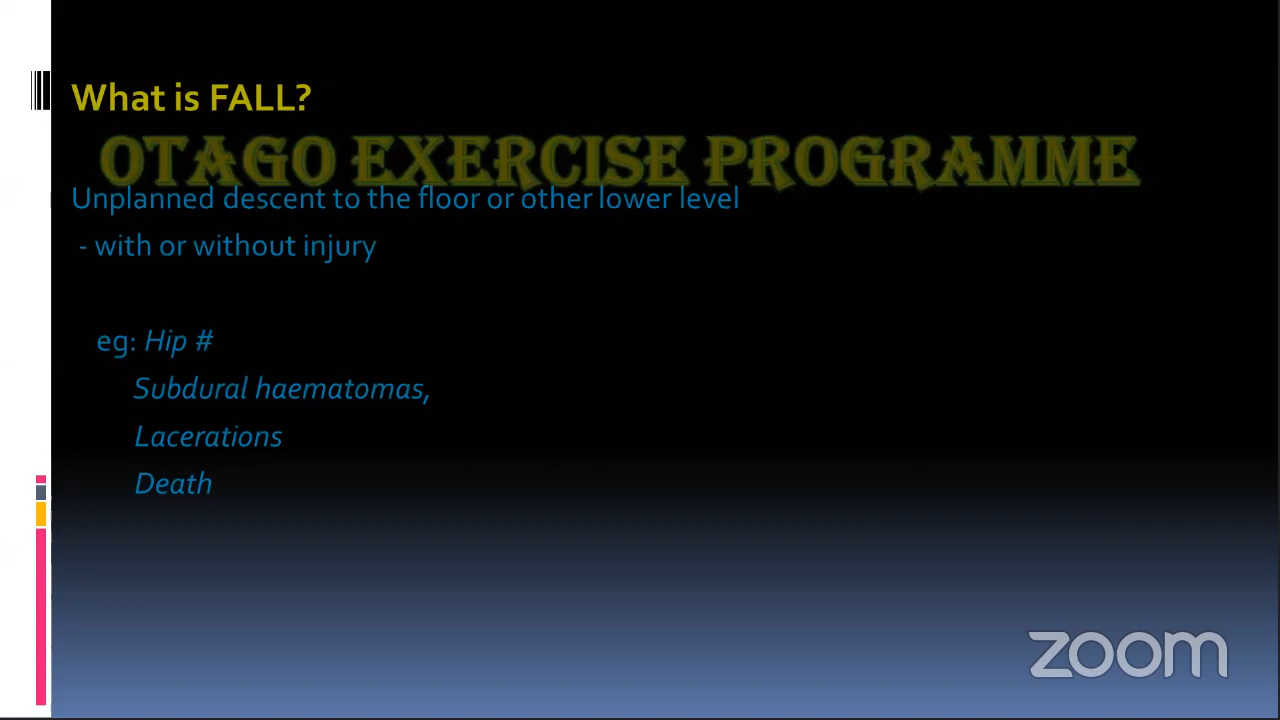 What is FALL?
OTAGO EXERCISE PROGRAMME
Unplanned descent to the floor or other lower level
- with or without injury
eg: Hip #
Subdural haematomas,
Lacerations
Death
zoom